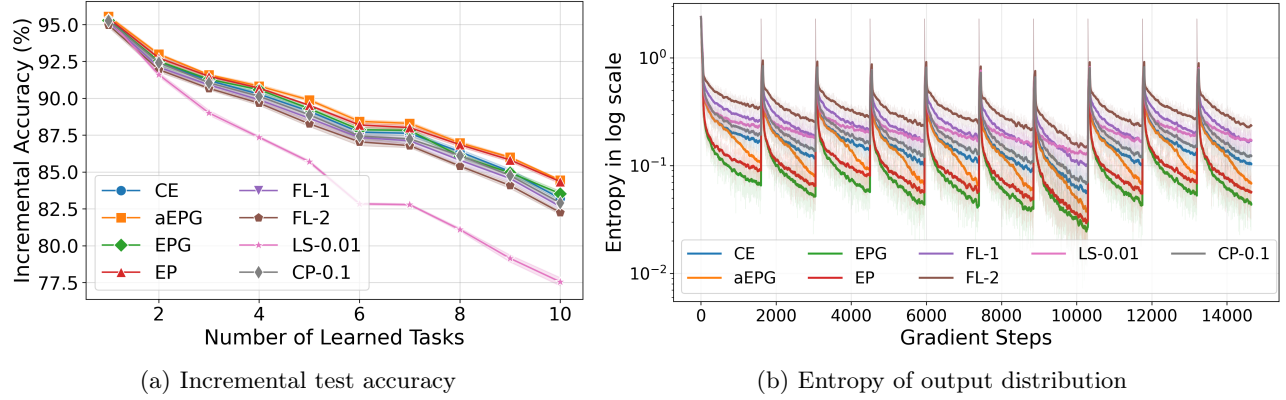 Incremental Accuracy (%)
95.0
92.5
90.0
87.5
85.0
82.5
80.0
77.5
CE
aEPG
EPG
EP
FL-1
FL-2
LS-0.01
CP-0.1
2 4 6 8 10
Number of Learned Tasks
(a) Incremental test accuracy
Entropy in log scale
10⁰
10⁻¹
10⁻²
CE EPG FL-1 LS-0.01 CP-0.1
aEPG EP FL-2
0 2000 4000 6000 8000 10000 12000 14000
Gradient Steps
(b) Entropy of output distribution